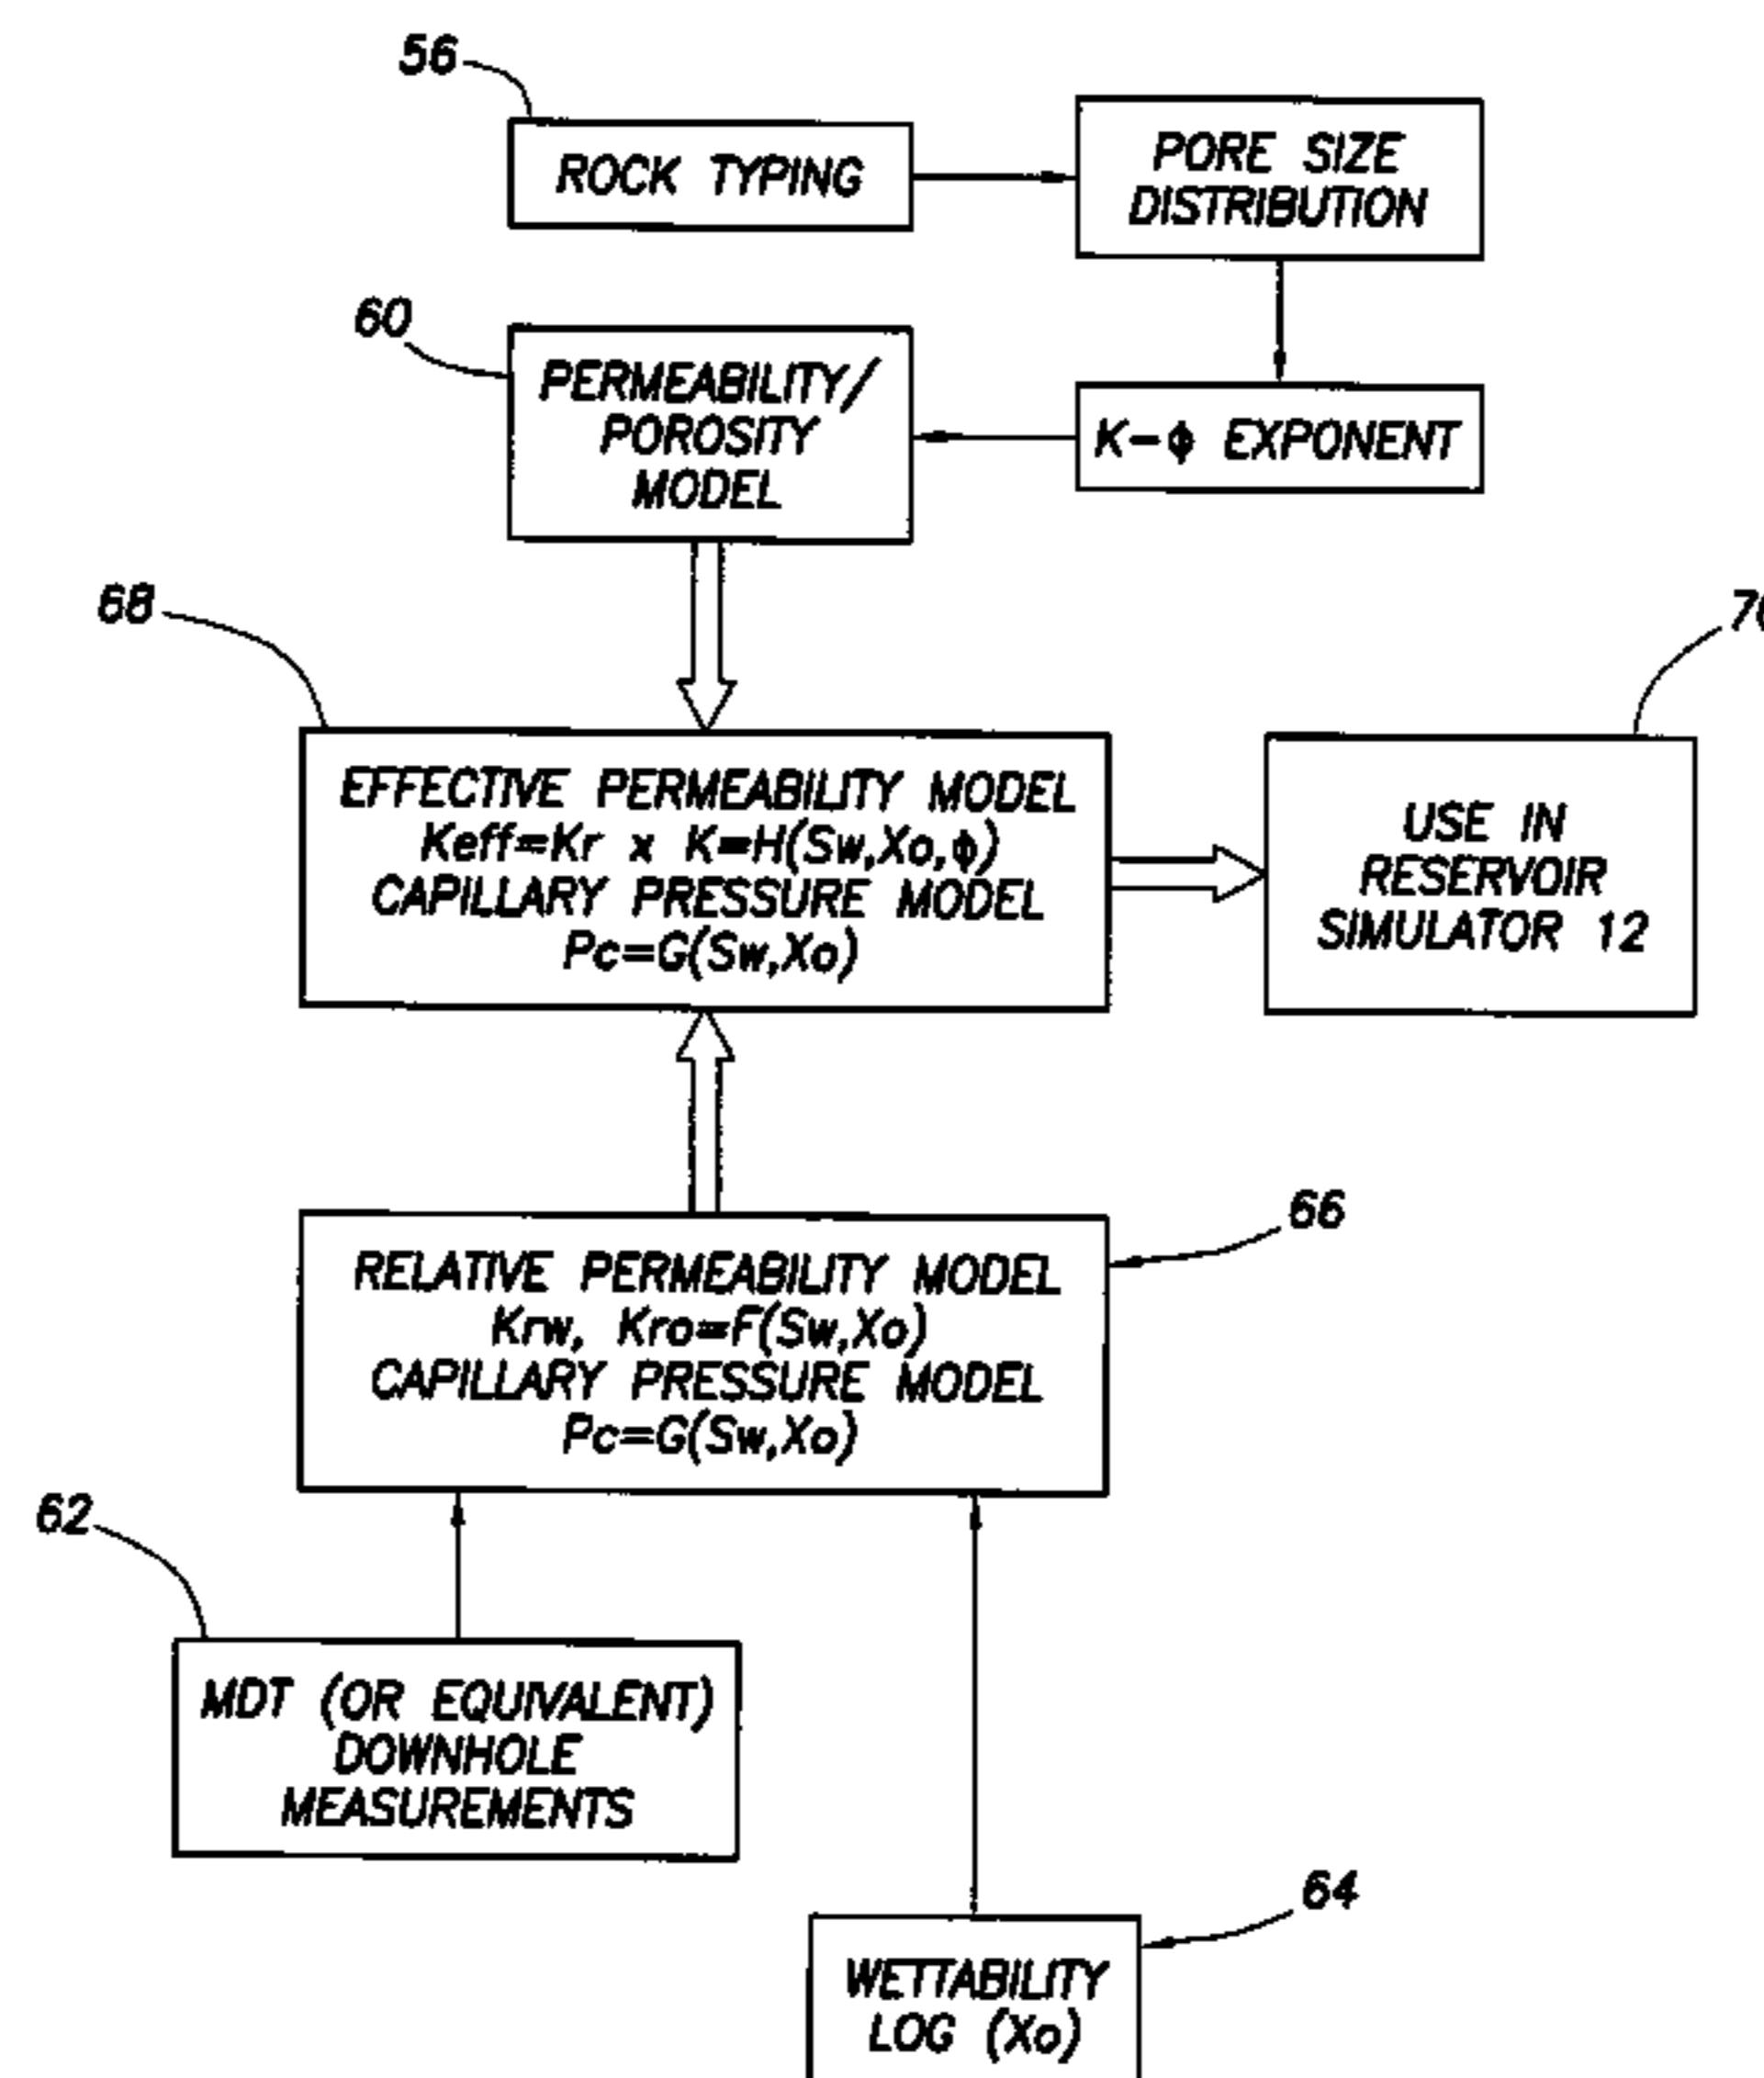 56
ROCK TYPING
PORE SIZE
DISTRIBUTION
60
PERMEABILITY/
POROSITY
MODEL
K-ϕ EXPONENT
68
EFFECTIVE PERMEABILITY MODEL
Keff=Kr x K=H(Sw,Xo,ϕ)
CAPILLARY PRESSURE MODEL
Pc=G(Sw,Xo)
USE IN
RESERVOIR
SIMULATOR 12
66
RELATIVE PERMEABILITY MODEL
Krw, Kro=F(Sw,Xo)
CAPILLARY PRESSURE MODEL
Pc=G(Sw,Xo)
62
MDT (OR EQUIVALENT)
DOWNHOLE
MEASUREMENTS
64
WETTABILITY
LOG (Xo)